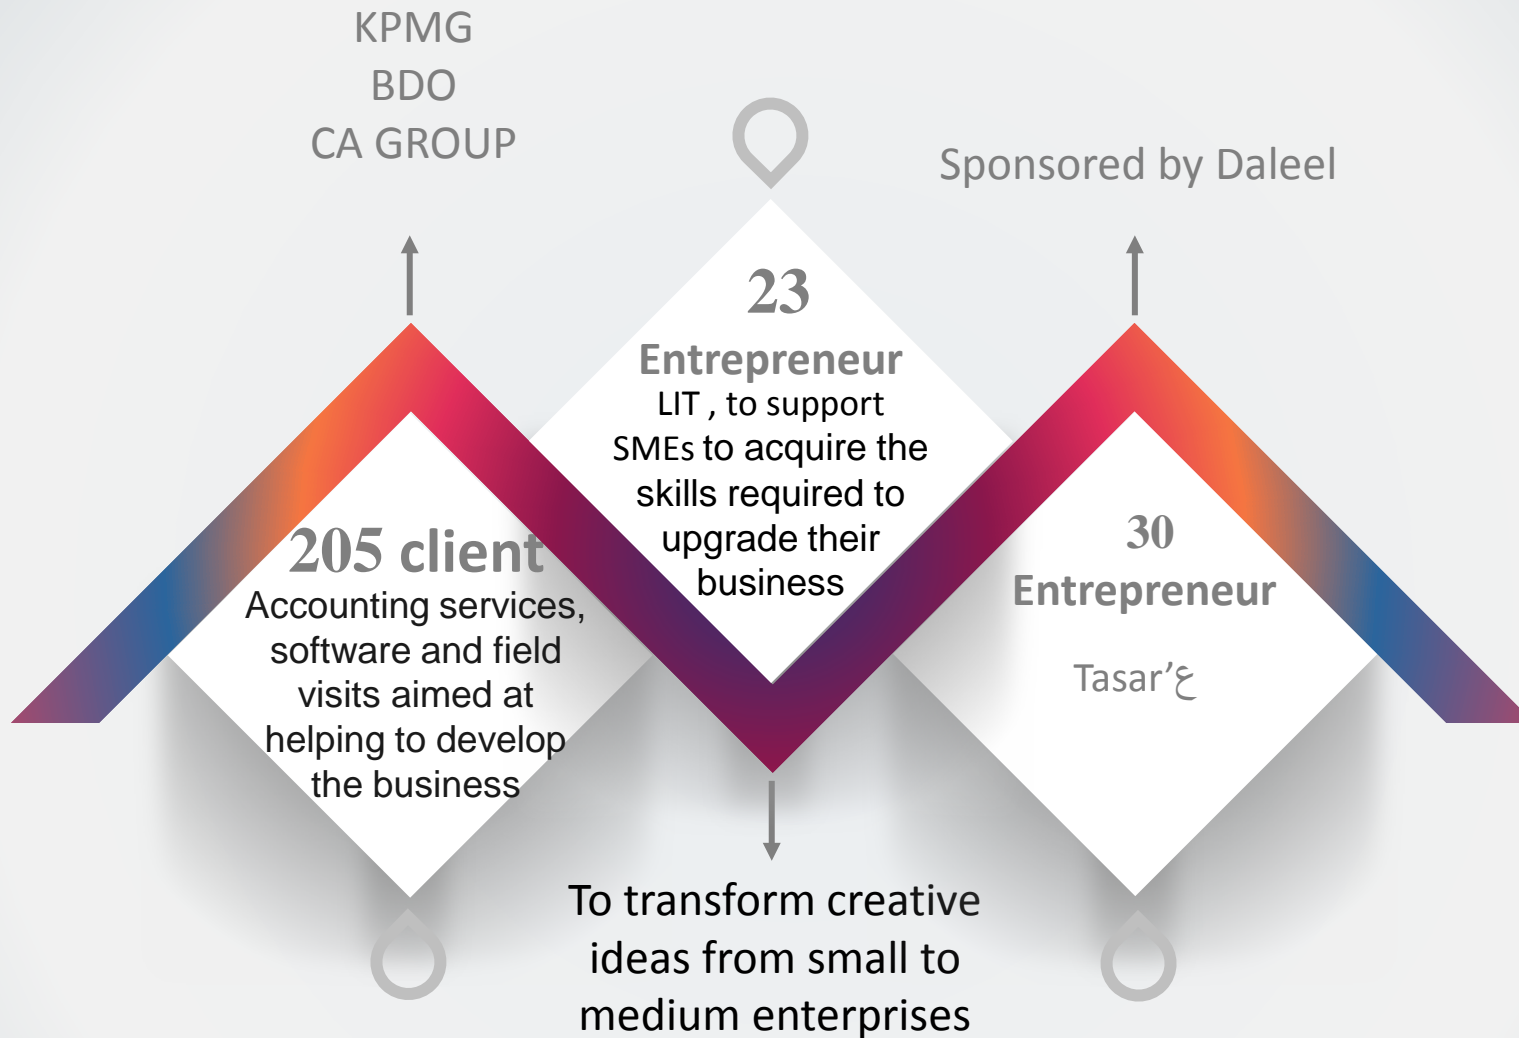 KPMG
BDO
CA GROUP
205 client
Accounting services,
software and field
visits aimed at
helping to develop
the business
23
Entrepreneur
LIT , to support
SMEs to acquire the
skills required to
upgrade their
business
To transform creative
ideas from small to
medium enterprises
Sponsored by Daleel
30
Entrepreneur
Tasar’ع